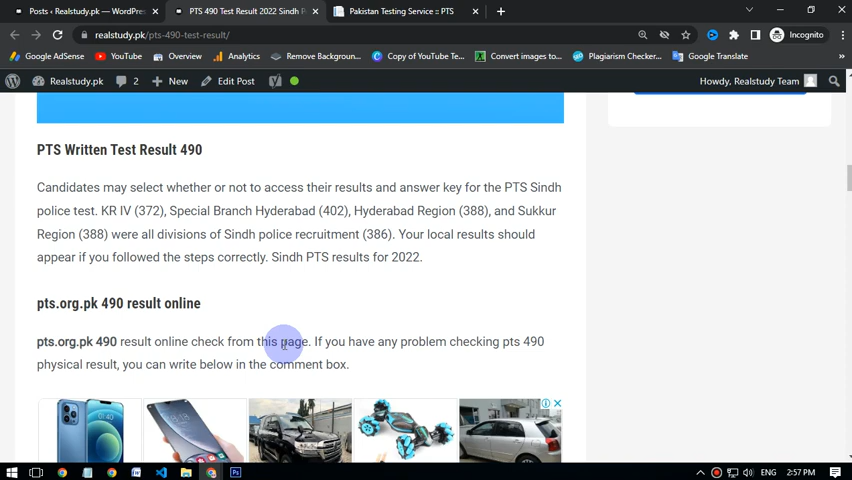 Posts ‹ Realstudy.pk — WordPre
PTS 490 Test Result 2022 Sindh P
Pakistan Testing Service :: PTS
realstudy.pk/pts-490-test-result/
Incognito
Google AdSense
YouTube
Overview
Analytics
Remove Backgroun...
Copy of YouTube Te...
Convert images to...
Plagiarism Checker...
Google Translate
Realstudy.pk
2
New
Edit Post
Howdy, Realstudy Team
PTS Written Test Result 490
Candidates may select whether or not to access their results and answer key for the PTS Sindh
police test. KR IV (372), Special Branch Hyderabad (402), Hyderabad Region (388), and Sukkur
Region (388) were all divisions of Sindh police recruitment (386). Your local results should
appear if you followed the steps correctly. Sindh PTS results for 2022.
pts.org.pk 490 result online
pts.org.pk 490 result online check from this page. If you have any problem checking pts 490
physical result, you can write below in the comment box.
ENG
2:57 PM